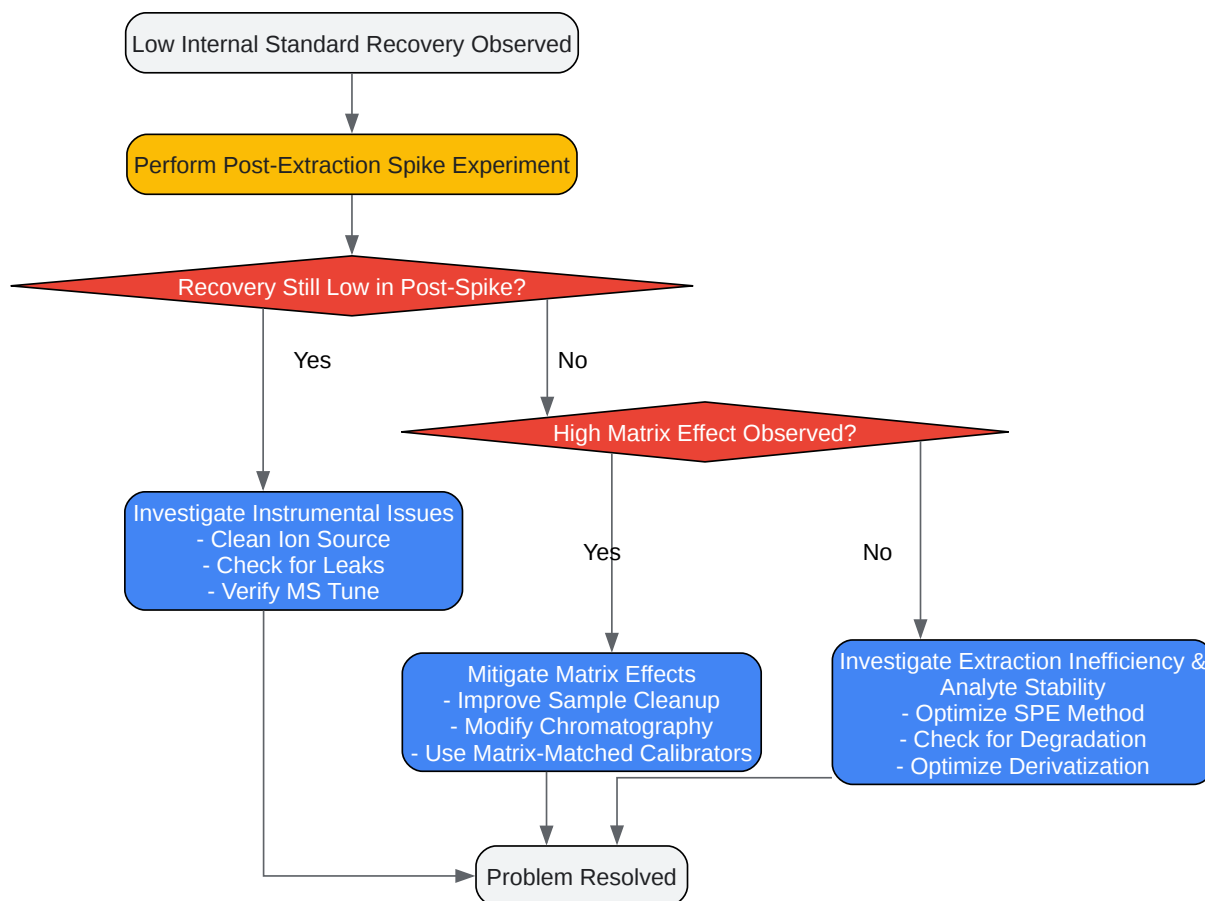 Low Internal Standard Recovery Observed
Perform Post-Extraction Spike Experiment
Recovery Still Low in Post-Spike?
Yes
No
High Matrix Effect Observed?
Investigate Instrumental Issues
- Clean Ion Source
- Check for Leaks
- Verify MS Tune
Yes
No
Mitigate Matrix Effects
- Improve Sample Cleanup
- Modify Chromatography
- Use Matrix-Matched Calibrators
Investigate Extraction Inefficiency &
Analyte Stability
- Optimize SPE Method
- Check for Degradation
- Optimize Derivatization
Problem Resolved